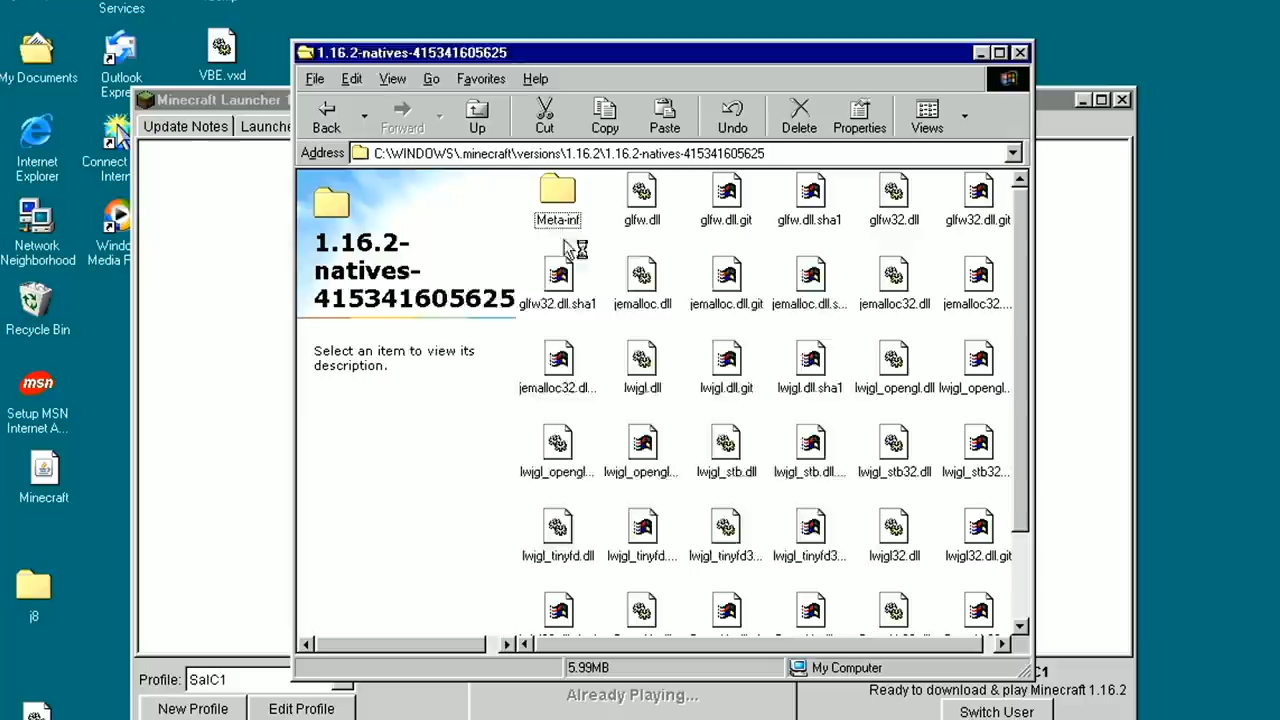 Services
My Documents
Outlook
Expre
VBE.vxd
Internet
Explorer
Connect
Intern
Network
Neighborhood
Windo
Media F
Recycle Bin
msn
Setup MSN
Internet A...
Minecraft
j8
Minecraft Launcher 1
Update Notes
Launche
1.16.2-natives-415341605625
File Edit View Go Favorites Help
Back Forward Up Cut Copy Paste Undo Delete Properties Views
Address C:\WINDOWS\.minecraft\versions\1.16.2\1.16.2-natives-415341605625
1.16.2-
natives-
415341605625
Select an item to view its
description.
Meta-inf glfw.dll glfw.dll.git glfw.dll.sha1 glfw32.dll glfw32.dll.git
glfw32.dll.sha1 jemalloc.dll jemalloc.dll.git jemalloc.dll.s... jemalloc32.dll jemalloc32....
jemalloc32.dl... lwjgl.dll lwjgl.dll.git lwjgl.dll.sha1 lwjgl_opengl.dll lwjgl_opengl..
lwjgl_opengl... lwjgl_opengl... lwjgl_stb.dll lwjgl_stb.dll.... lwjgl_stb32.dll lwjgl_stb32...
lwjgl_tinyfd.dll lwjgl_tinyfd.... lwjgl_tinyfd3... lwjgl_tinyfd3... lwjgl32.dll lwjgl32.dll.git
5.99MB
My Computer
Profile: SalC1
New Profile
Edit Profile
Already Playing...
C1
Ready to download & play Minecraft 1.16.2
Switch User